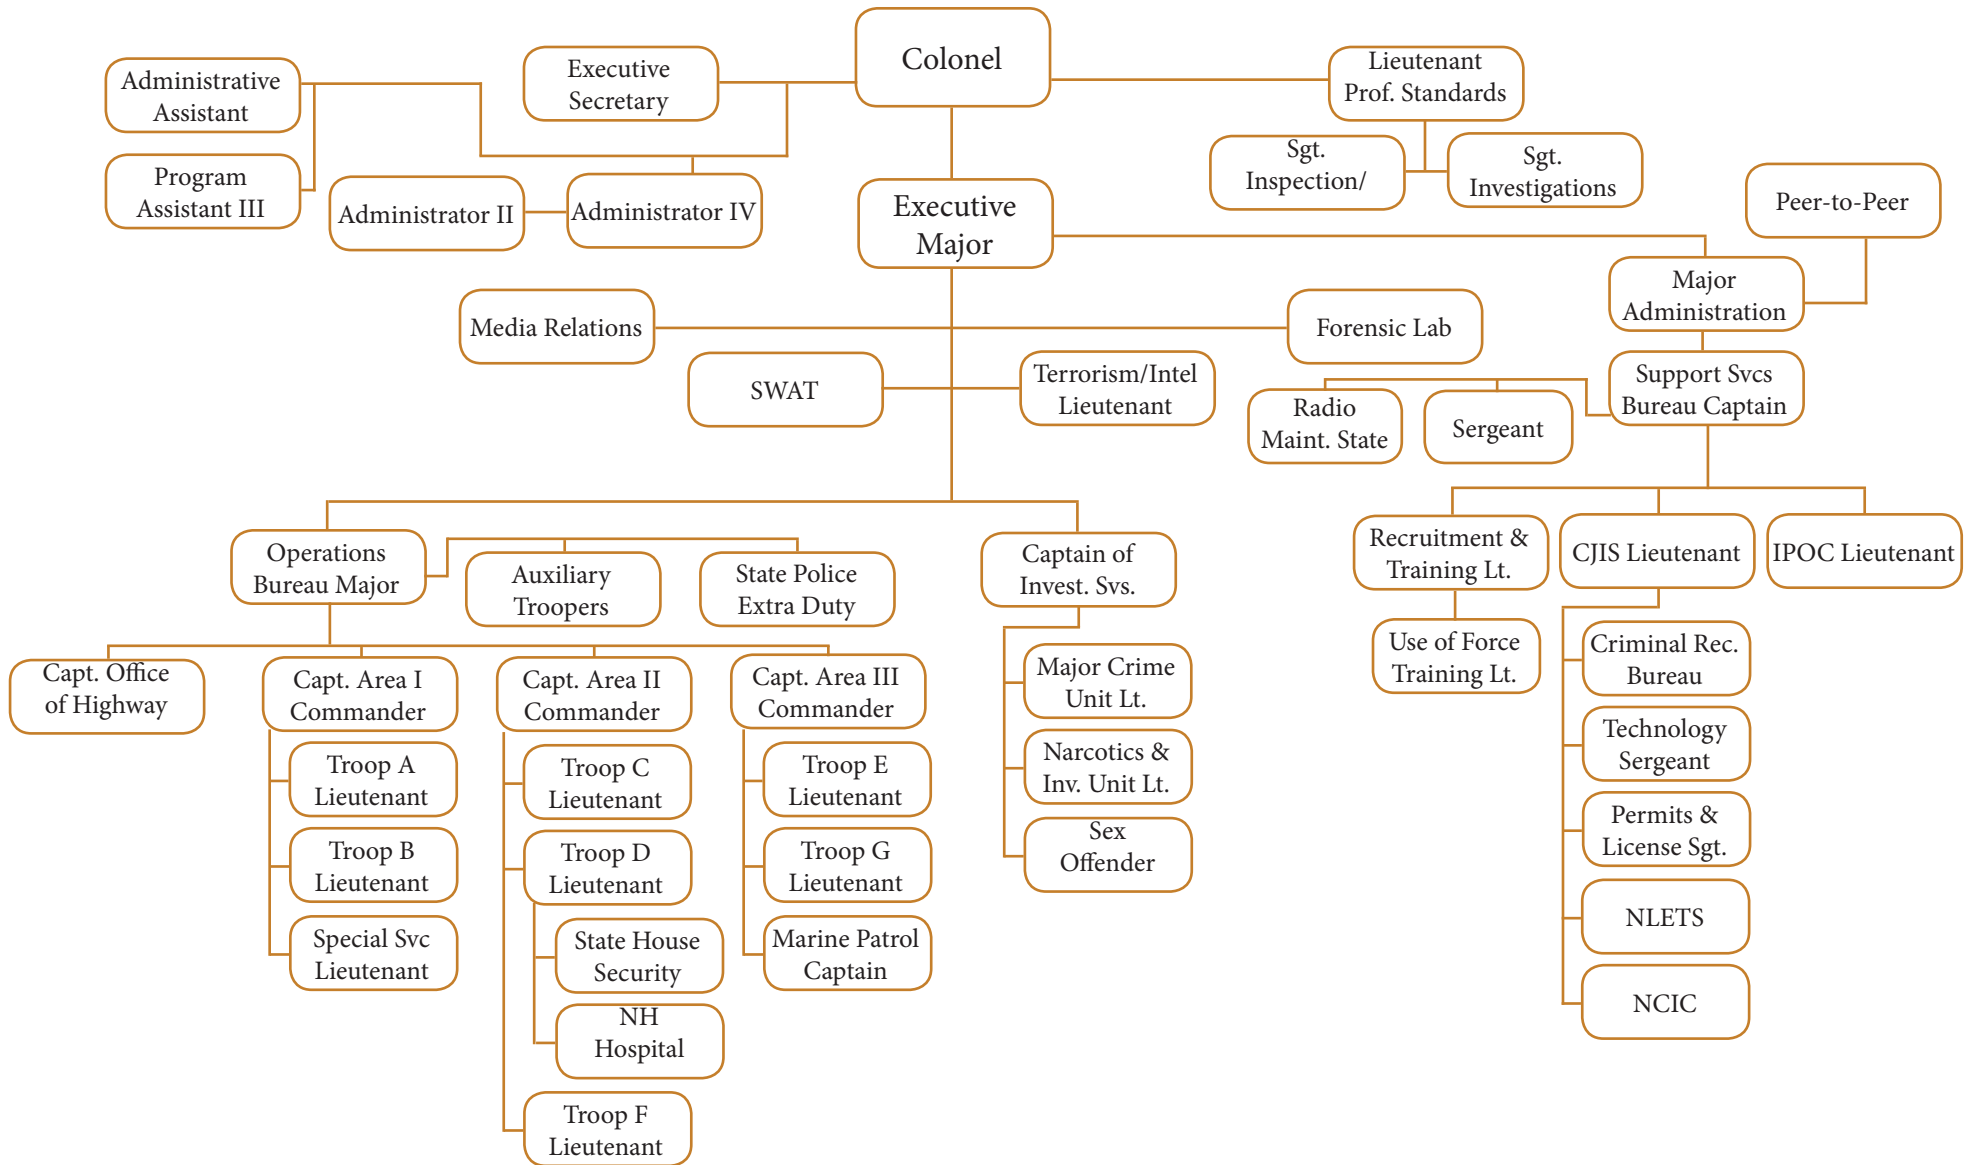 Colonel
Administrative
Assistant
Executive
Secretary
Lieutenant
Prof. Standards
Program
Assistant III
Administrator II
Administrator IV
Sgt.
Inspection/
Sgt.
Investigations
Executive
Major
Peer-to-Peer
Major
Administration
Media Relations
Forensic Lab
SWAT
Terrorism/Intel
Lieutenant
Support Svcs
Bureau Captain
Radio
Maint. State
Sergeant
Operations
Bureau Major
Auxiliary
Troopers
State Police
Extra Duty
Captain of
Invest. Svs.
Recruitment &
Training Lt.
CJIS Lieutenant
IPOC Lieutenant
Use of Force
Training Lt.
Capt. Office
of Highway
Capt. Area I
Commander
Capt. Area II
Commander
Capt. Area III
Commander
Troop A
Lieutenant
Troop B
Lieutenant
Special Svc
Lieutenant
Troop C
Lieutenant
Troop D
Lieutenant
State House
Security
NH
Hospital
Troop F
Lieutenant
Troop E
Lieutenant
Troop G
Lieutenant
Marine Patrol
Captain
Major Crime
Unit Lt.
Narcotics &
Inv. Unit Lt.
Sex
Offender
Criminal Rec.
Bureau
Technology
Sergeant
Permits &
License Sgt.
NLETS
NCIC